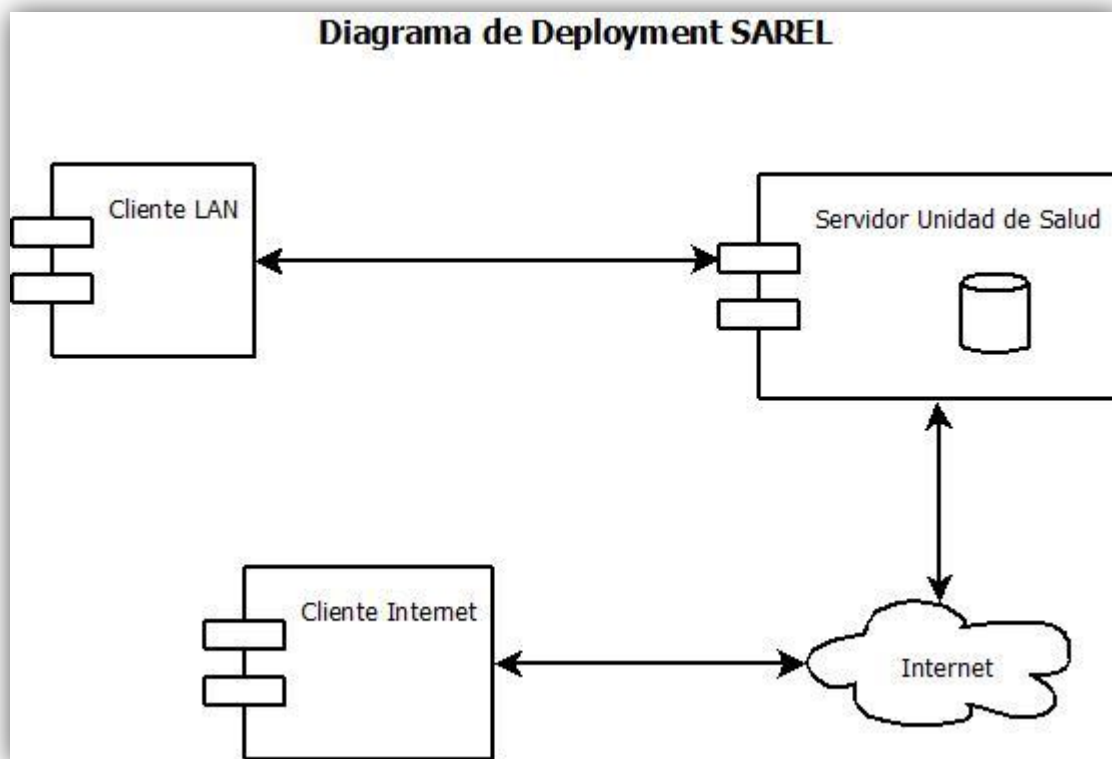 Diagrama de Deployment SAREL
Cliente LAN
Servidor Unidad de Salud
Cliente Internet
Internet